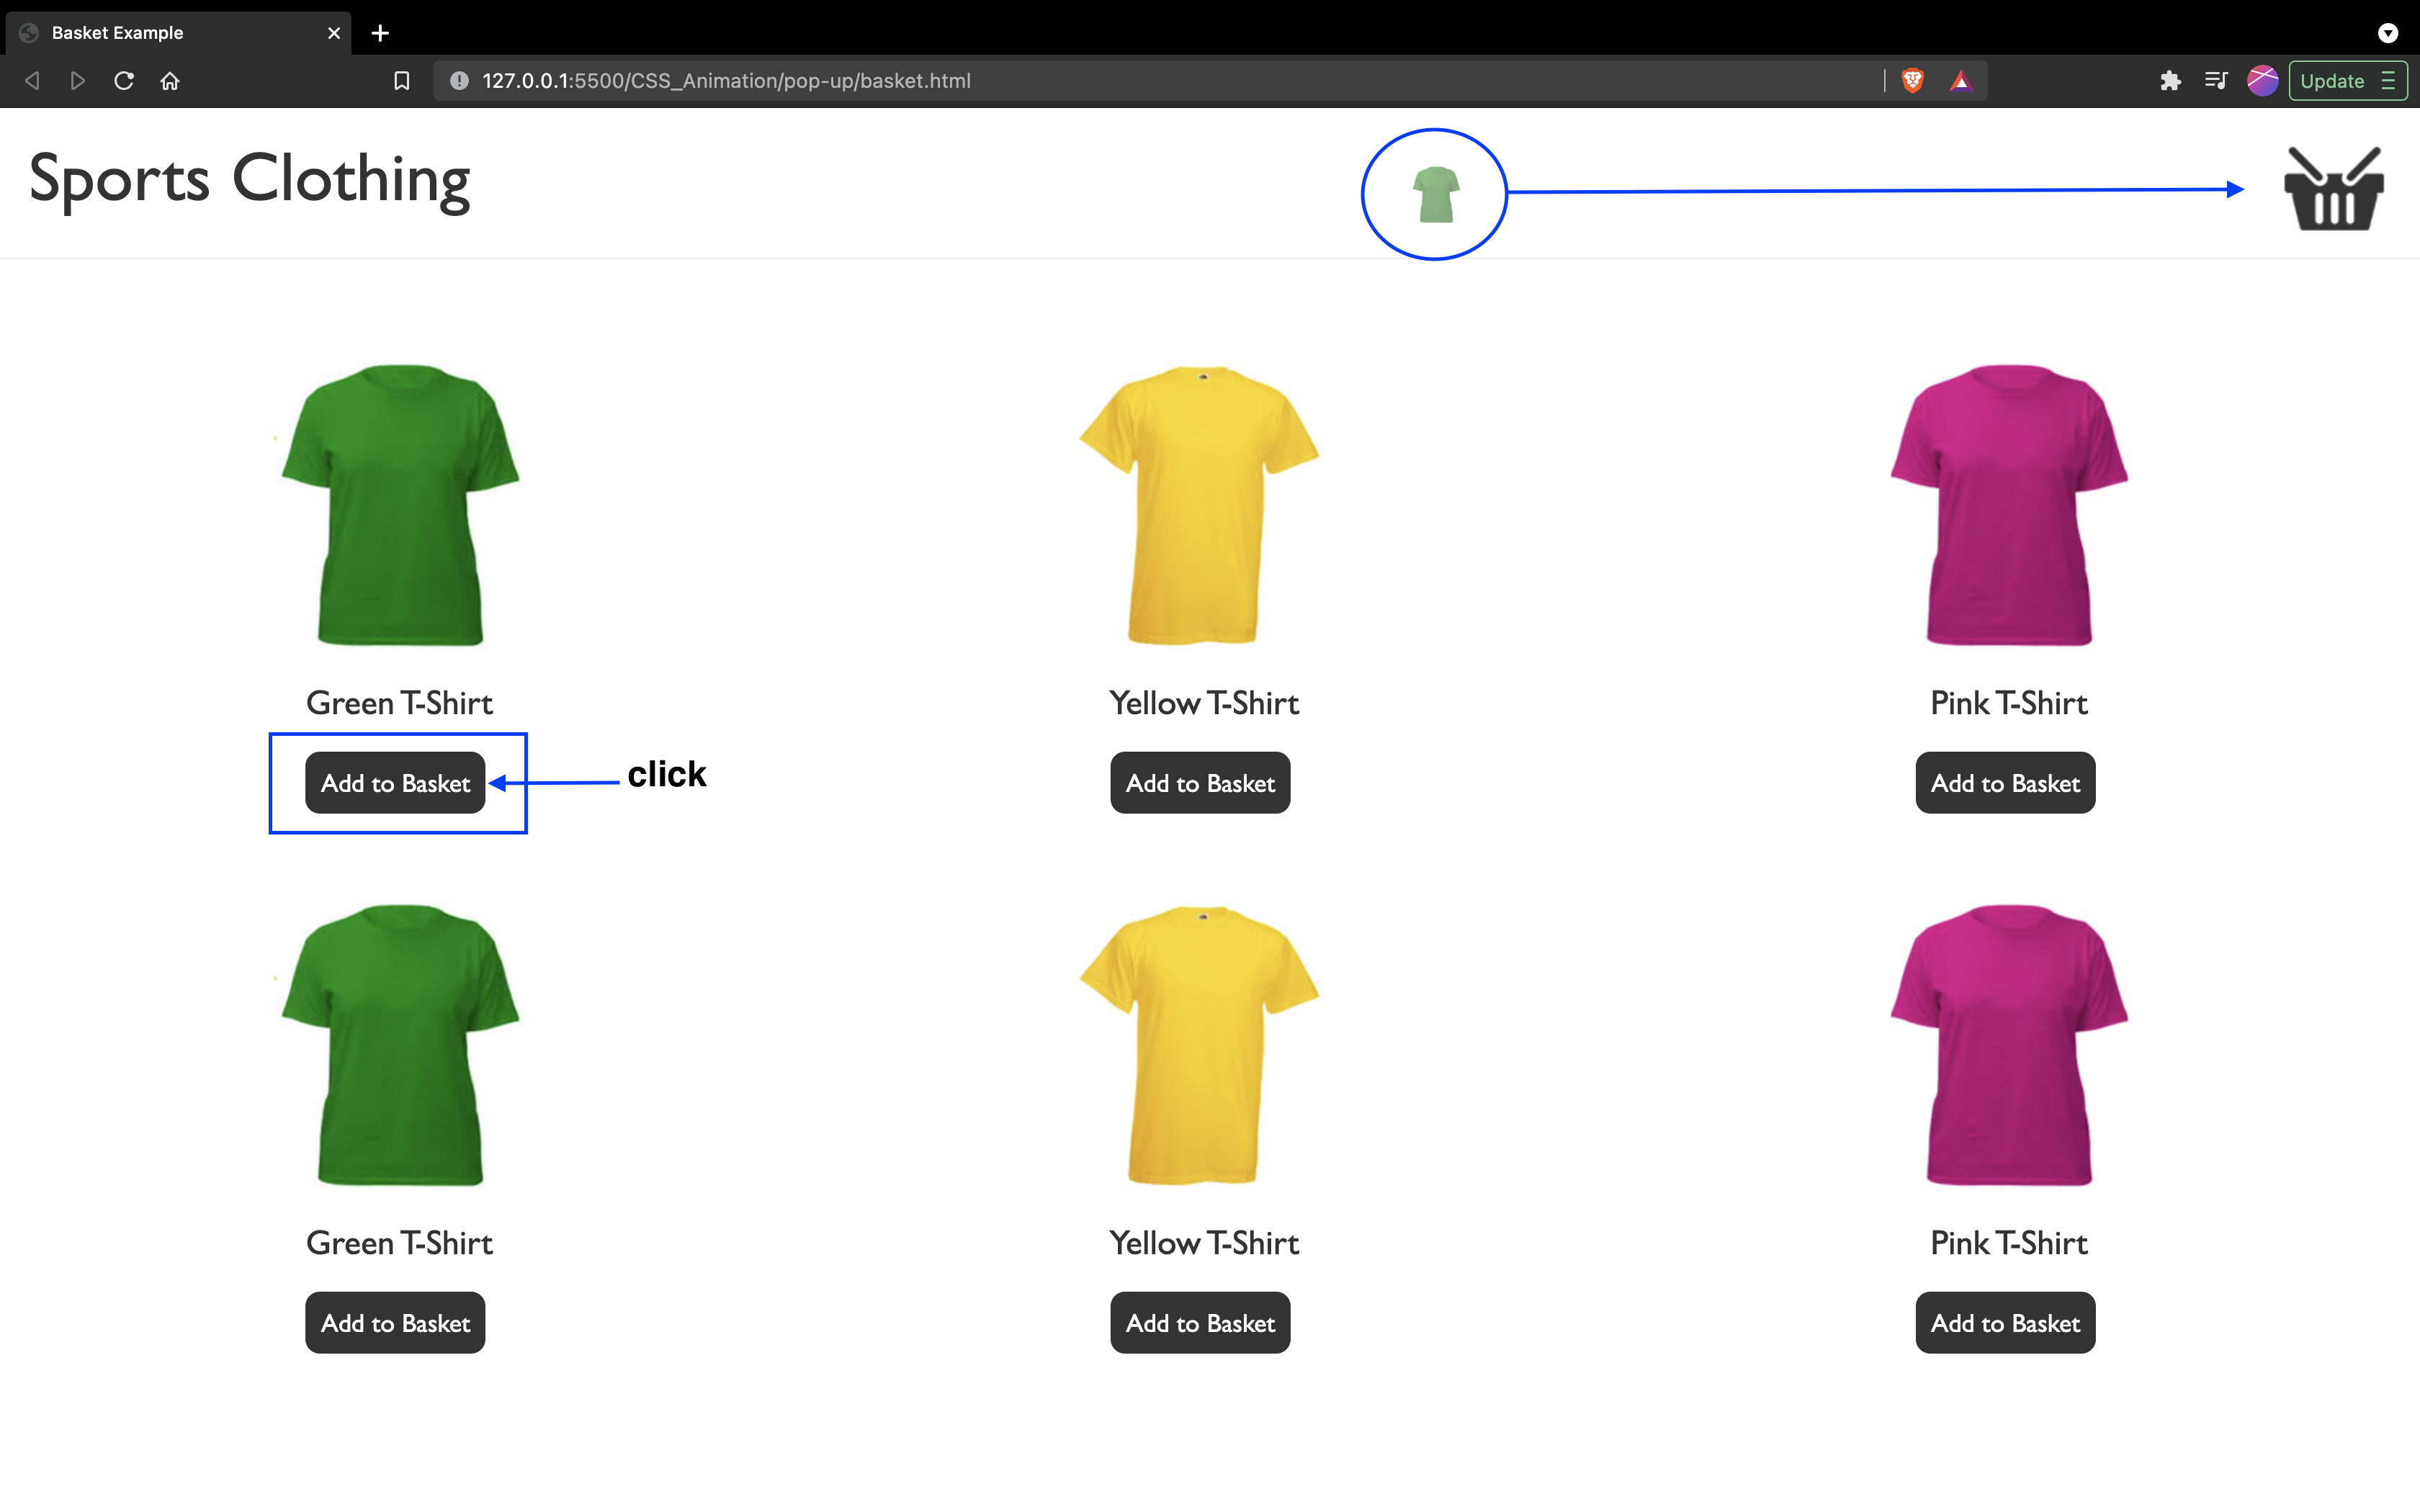 Basket Example
127.0.0.1:5500/CSS_Animation/pop-up/basket.html
Update
Sports Clothing
Green T-Shirt
Yellow T-Shirt
Pink T-Shirt
Add to Basket
click
Add to Basket
Add to Basket
Green T-Shirt
Yellow T-Shirt
Pink T-Shirt
Add to Basket
Add to Basket
Add to Basket